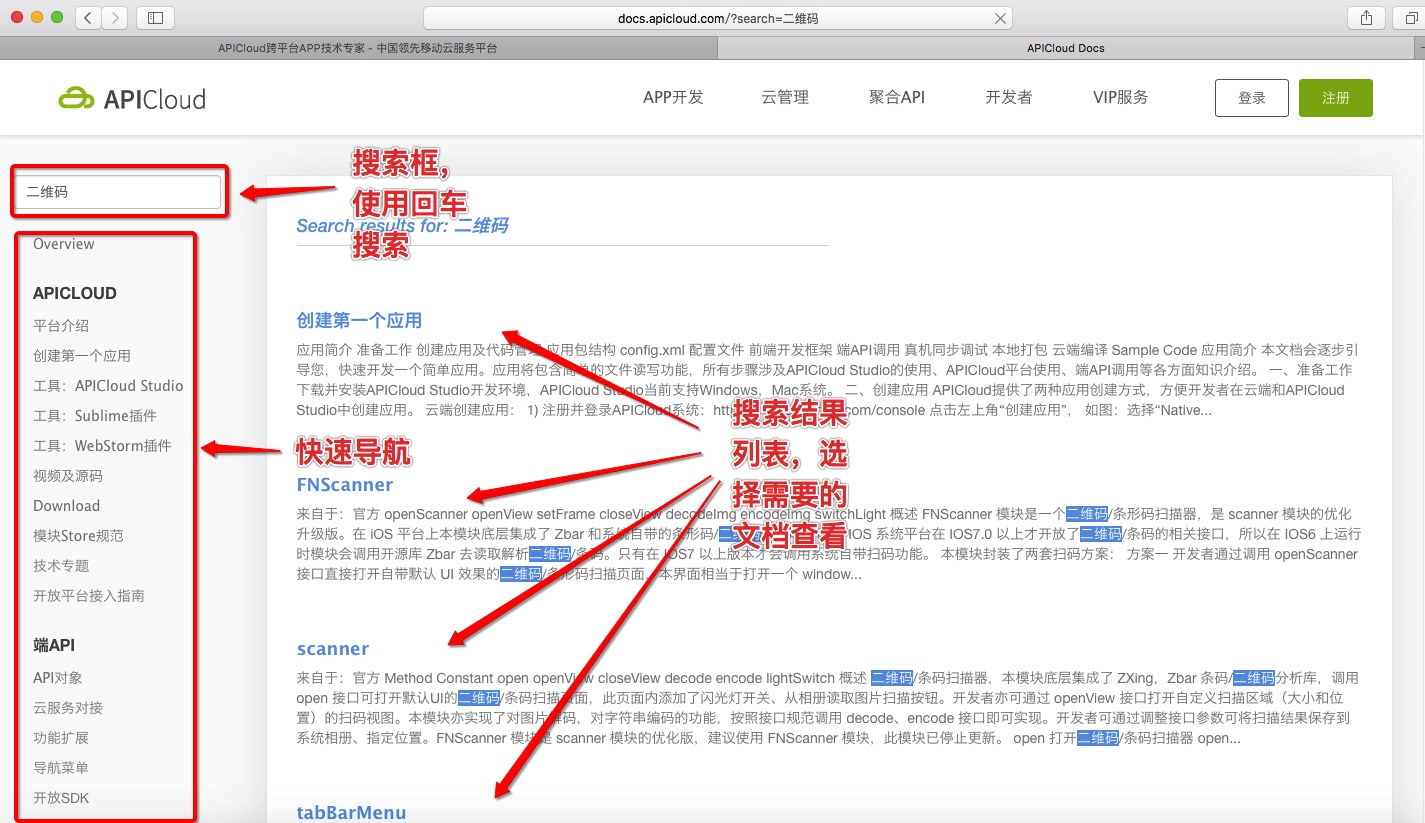 docs.apicloud.com/?search=二维码
APICloud跨平台APP技术专家 - 中国领先移动云服务平台
APICloud Docs
APICloud
APP开发
云管理
聚合API
开发者
VIP服务
登录
注册
二维码
搜索框，
使用回车
搜索
Search results for: 二维码
Overview
APICLOUD
平台介绍
创建第一个应用
工具：APICloud Studio
工具：Sublime插件
工具：WebStorm插件
视频及源码
Download
模块Store规范
技术专题
开放平台接入指南
端API
API对象
云服务对接
功能扩展
导航菜单
开放SDK
快速导航
创建第一个应用
应用简介 准备工作 创建应用及代码管理 应用包结构 config.xml 配置文件 前端开发框架 端API调用 真机同步调试 本地打包 云端编译 Sample Code 应用简介 本文档会逐步引
导您，快速开发一个简单应用。应用将包含简单的文件读写功能，所有步骤涉及APICloud Studio的使用、APICloud平台使用、端API调用等各方面知识介绍。 一、准备工作
下载并安装APICloud Studio开发环境，APICloud Studio当前支持Windows、Mac系统。 二、创建应用 APICloud提供了两种应用创建方式，方便开发者在云端和APICloud
Studio中创建应用。 云端创建应用： 1) 注册并登录APICloud系统：htt com/console 点击左上角“创建应用”， 如图：选择“Native...
搜索结果
列表，选
择需要的
文档查看
FNScanner
来自于：官方 openScanner openView setFrame closeView decodeImg encodeImg switchLight 概述 FNScanner 模块是一个二维码/条形码扫描器，是 scanner 模块的优化
升级版。在 iOS 平台上本模块底层集成了 Zbar 和系统自带的条形码/ IOS 系统平台在 IOS7.0 以上才开放了二维码/条码的相关接口，所以在 IOS6 上运行
时模块会调用开源库 Zbar 去读取解析二维码/条码。只有在 IOS7 以上版本才会调用系统自带扫码功能。 本模块封装了两套扫码方案： 方案一 开发者通过调用 openScanner
接口直接打开自带默认 UI 效果的二维码/条形码扫描页面，本界面相当于打开一个 window...
scanner
来自于：官方 Method Constant open openView closeView decode encode lightSwitch 概述 二维码/条码扫描器，本模块底层集成了 ZXing，Zbar 条码/二维码分析库，调用
open 接口可打开默认UI的二维码/条码扫描页面，此页面内添加了闪光灯开关、从相册读取图片扫描按钮。开发者亦可通过 openView 接口打开自定义扫描区域（大小和位
置）的扫码视图。本模块亦实现了对图片解码，对字符串编码的功能，按照接口规范调用 decode、encode 接口即可实现。开发者可通过调整接口参数可将扫描结果保存到
系统相册、指定位置。FNScanner 模块是 scanner 模块的优化版，建议使用 FNScanner 模块，此模块已停止更新。 open 打开二维码/条码扫描器 open...
tabBarMenu